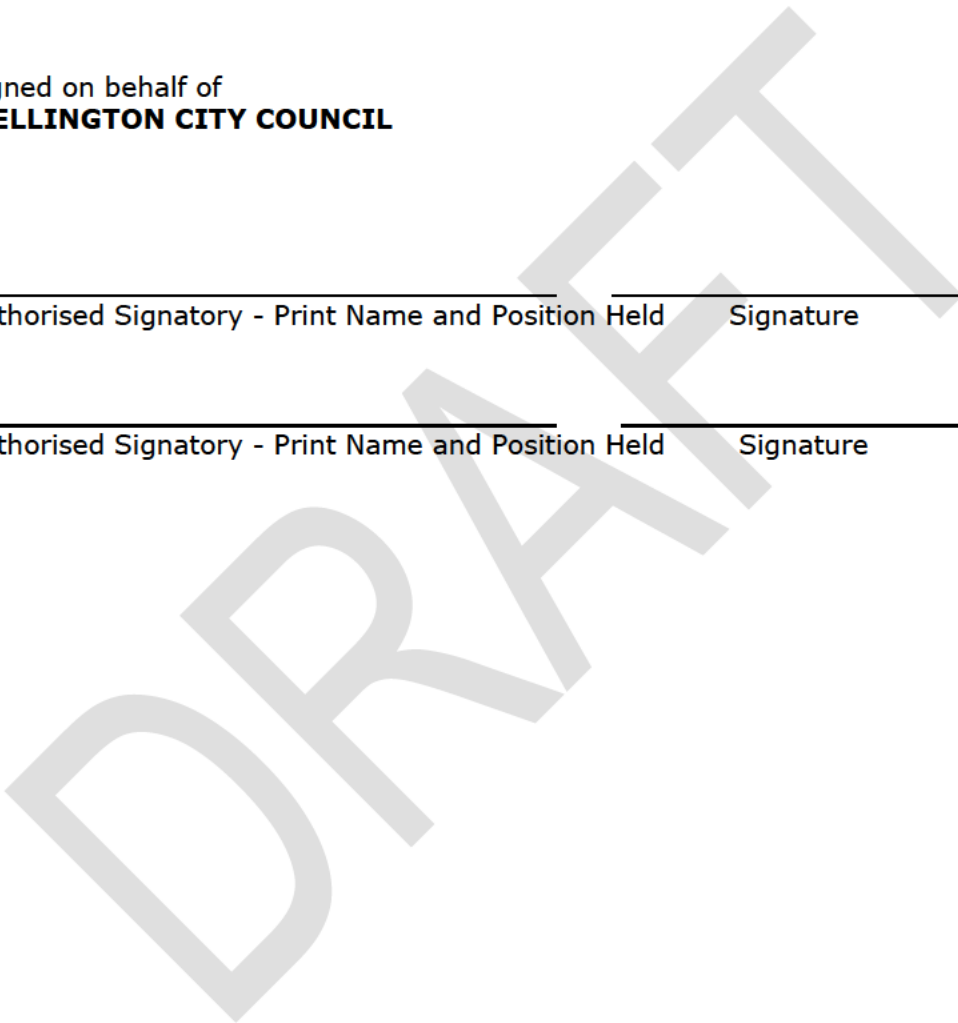 gned on behalf of
ELLINGTON CITY COUNCIL
thorised Signatory - Print Name and Position Held Signature
thorised Signatory - Print Name and Position Held Signature
DRAFT